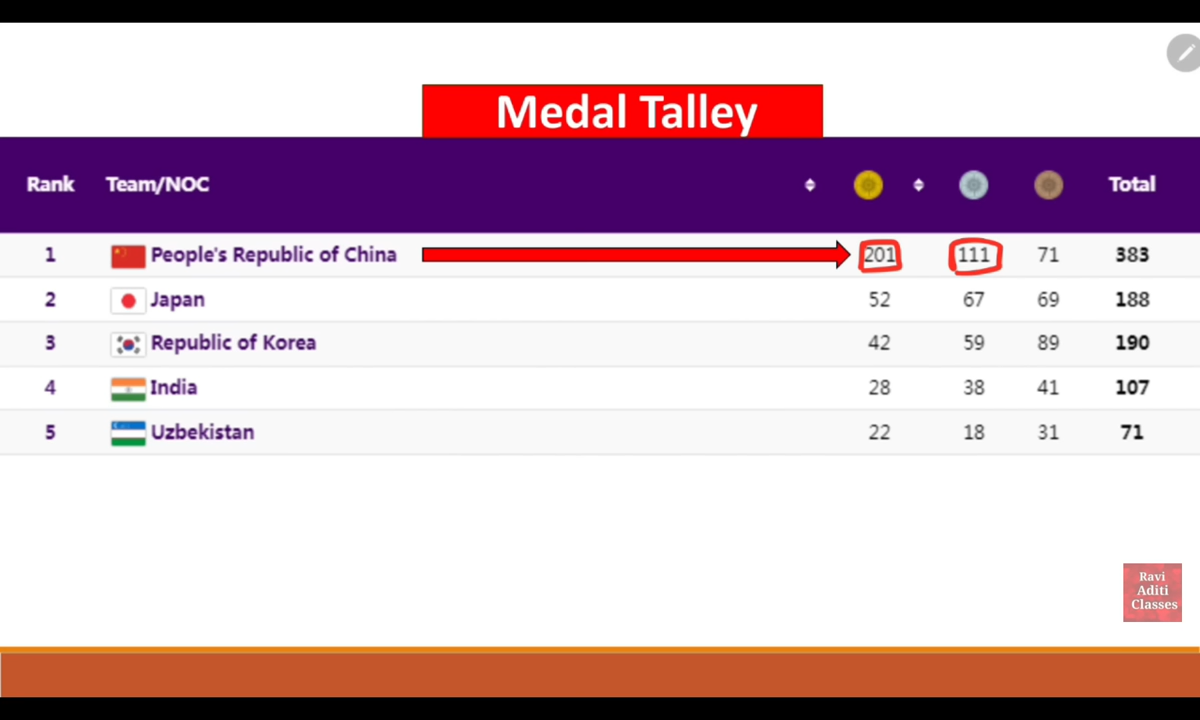 Medal Talley
Rank Team/NOC Total
1 People's Republic of China 201 111 71 383
2 Japan 52 67 69 188
3 Republic of Korea 42 59 89 190
4 India 28 38 41 107
5 Uzbekistan 22 18 31 71
Ravi
Aditi
Classes